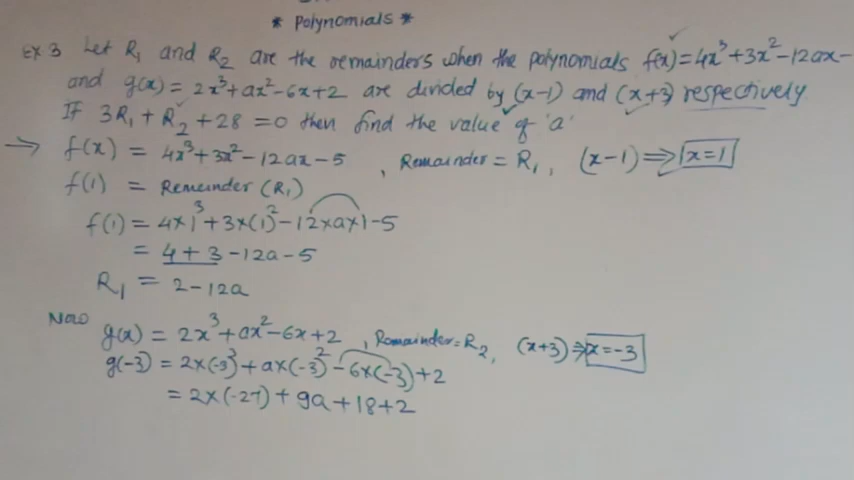 * Polynomials *
Ex 3 Let R₁ and R₂ are the remainders when the polynomials f(x) = 4x³+3x²-12ax-
and g(x) = 2x³+ax²-6x+2 are divided by (x-1) and (x+3) respectively.
If 3R₁ + R₂ + 28 = 0 then find the value of 'a'
→ f(x) = 4x³+3x²-12ax-5 , Remainder = R₁, (x-1) ⇒ x=1
f(1) = Remainder (R₁)
f(1) = 4×1³+3×(1)²-12×a×1-5
= 4+3-12a-5
R₁ = 2-12a
Now g(x) = 2x³+ax²-6x+2 , Remainder=R₂, (x+3) ⇒ x=-3
g(-3) = 2×(-3)³+a×(-3)²-6×(-3)+2
= 2×(-27)+9a+18+2